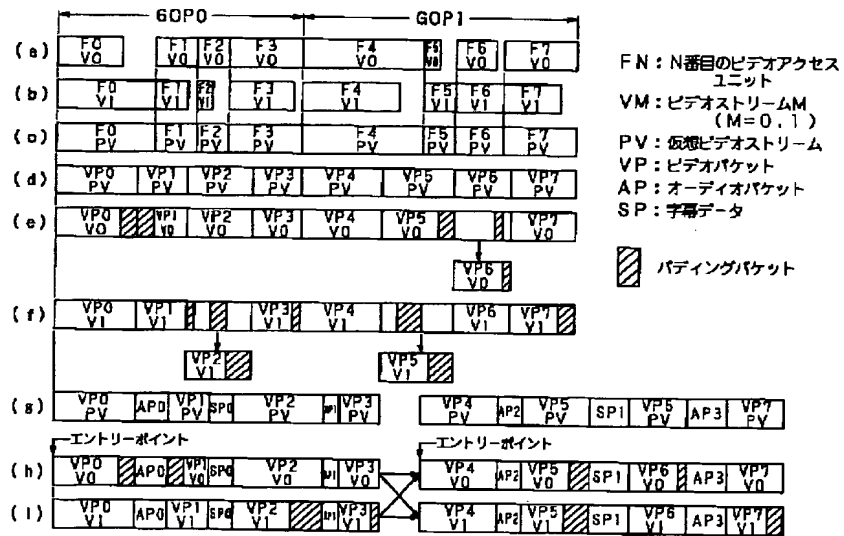 GOP0 GOP1
(a) F0 V0 F1 V0 F2 V0 F3 V0 F4 V0 F5 V0 F6 V0 F7 V0
(b) F0 V1 F1 V1 F2 V1 F3 V1 F4 V1 F5 V1 F6 V1 F7 V1
(c) F0 PV F1 PV F2 PV F3 PV F4 PV F5 PV F6 PV F7 PV
(d) VP0 PV VP1 PV VP2 PV VP3 PV VP4 PV VP5 PV VP6 PV VP7 PV
(e) VP0 V0 VP1 V0 VP2 V0 VP3 V0 VP4 V0 VP5 V0 VP7 V0
VP6 V0
(f) VP0 V1 VP1 V1 VP3 V1 VP4 V1 VP6 V1 VP7 V1
VP2 V1 VP5 V1
(g) VP0 PV AP0 VP1 PV SP0 VP2 PV AP1 VP3 PV VP4 PV AP2 VP5 PV SP1 VP6 PV AP3 VP7 PV
エントリーポイント エントリーポイント
(h) VP0 V0 AP0 VP1 V0 SP0 VP2 V0 AP1 VP3 V0 VP4 V0 AP2 VP5 V0 SP1 VP6 V0 AP3 VP7 V0
(i) VP0 V1 AP0 VP1 V1 SP0 VP2 V1 AP1 VP3 V1 VP4 V1 AP2 VP5 V1 SP1 VP6 V1 AP3 VP7 V1
FN:N番目のビデオアクセス
ユニット
VM:ビデオストリームM
(M=0,1)
PV:仮想ビデオストリーム
VP:ビデオパケット
AP:オーディオパケット
SP:字幕データ
パディングパケット